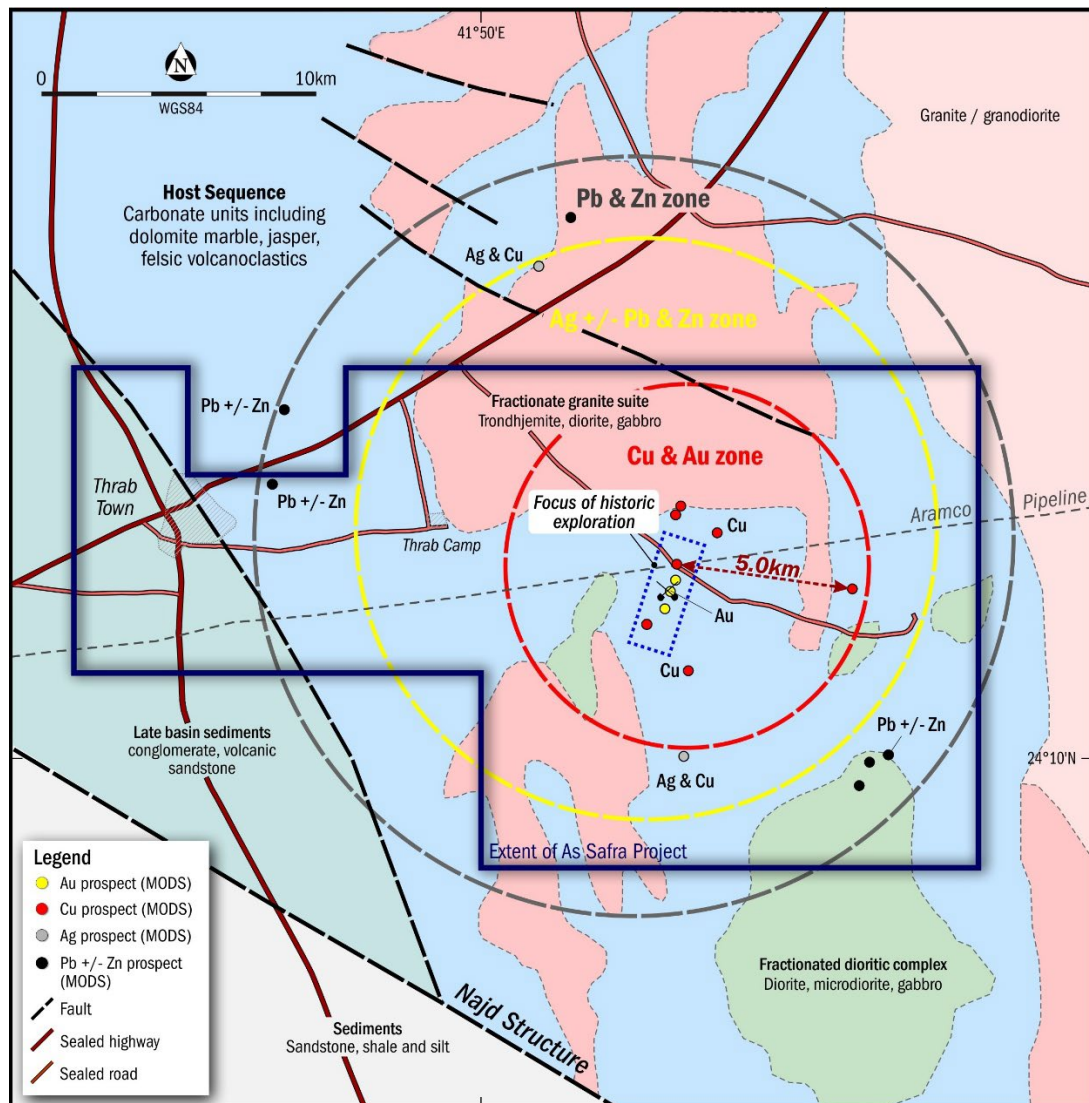 41°50'E
0
N
10km
WGS84
Granite / granodiorite
Host Sequence
Carbonate units including
dolomite marble, jasper,
felsic volcanoclastics
Pb & Zn zone
Ag & Cu
Ag +/- Pb & Zn zone
Pb +/- Zn
Fractionate granite suite
Trondhjemite, diorite, gabbro
Cu & Au zone
Thrab
Town
Pb +/- Zn
Focus of historic
exploration
Cu
Aramco
Pipeline
Thrab Camp
5.0km
Au
Cu
Late basin sediments
conglomerate, volcanic
sandstone
Pb +/- Zn
24°10'N
Ag & Cu
Extent of As Safra Project
Legend
Au prospect (MODS)
Cu prospect (MODS)
Ag prospect (MODS)
Pb +/- Zn prospect
(MODS)
Fault
Sealed highway
Sealed road
Fractionated dioritic complex
Diorite, microdiorite, gabbro
Najd Structure
Sediments
Sandstone, shale and silt